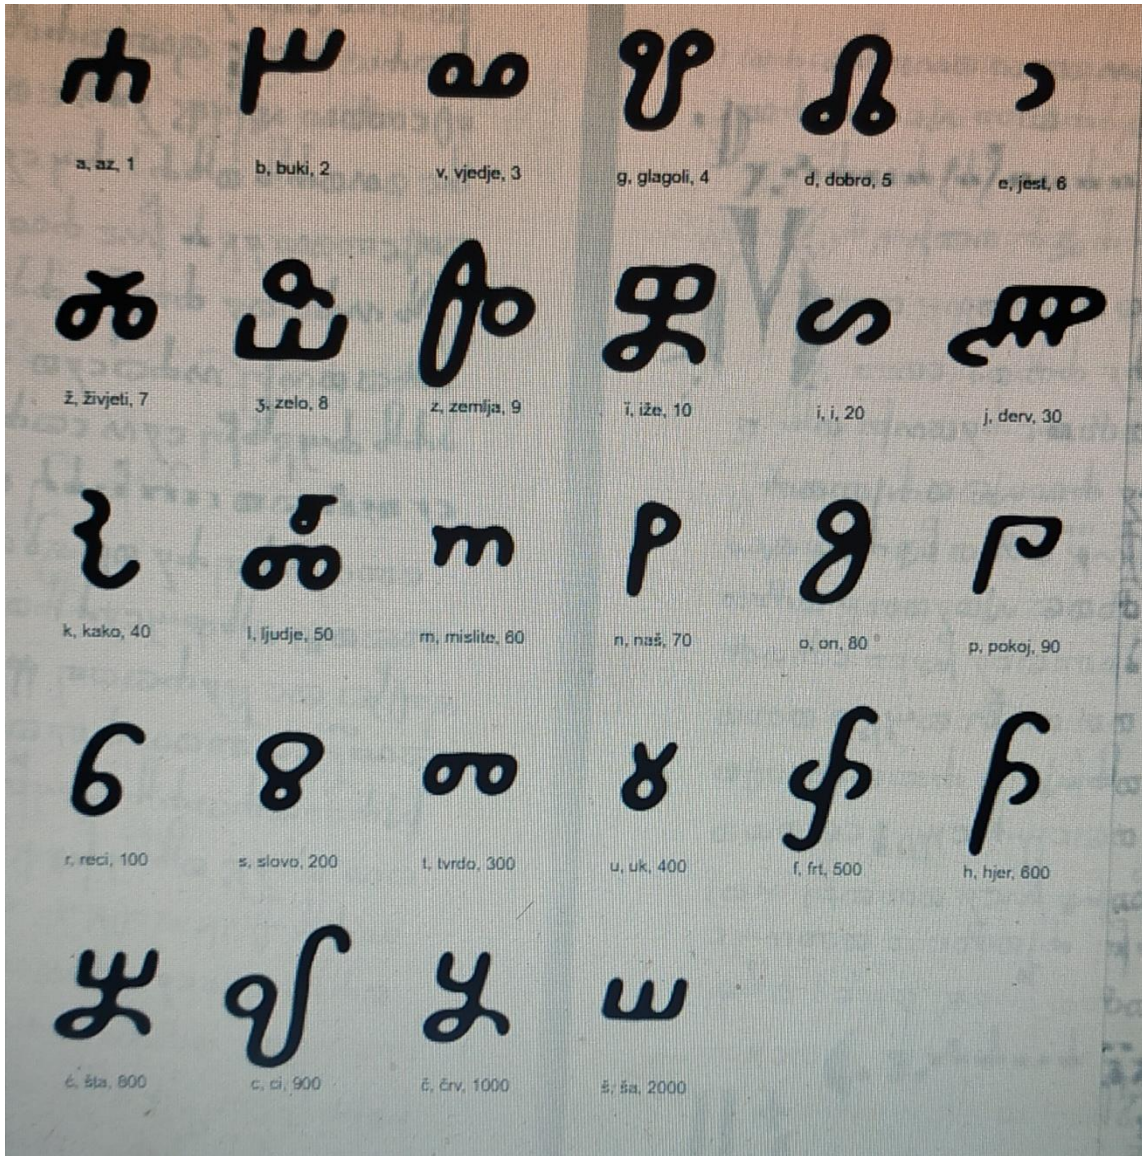 ⰰ ⰱ ⰲ ⰳ ⰴ ⰵ
a, az, 1 b, buki, 2 v, vjedje, 3 g, glagoli, 4 d, dobro, 5 e, jest, 6
ⰶ ⰷ ⰸ ⰺ ⰻ ⰼ
ž, živjeti, 7 ʒ, zelo, 8 z, zemlja, 9 ï, iže, 10 i, i, 20 j, derv, 30
ⰽ ⰾ ⰿ ⱀ ⱁ ⱂ
k, kako, 40 l, ljudje, 50 m, mislite, 60 n, naš, 70 o, on, 80 p, pokoj, 90
ⱃ ⱄ ⱅ ⱆ ⱇ ⱈ
r, reci, 100 s, slovo, 200 t, tvrdo, 300 u, uk, 400 f, frt, 500 h, hjer, 600
ⱋ ⱌ ⱍ ⱎ
ć, šta, 800 c, ci, 900 č, črv, 1000 š, ša, 2000